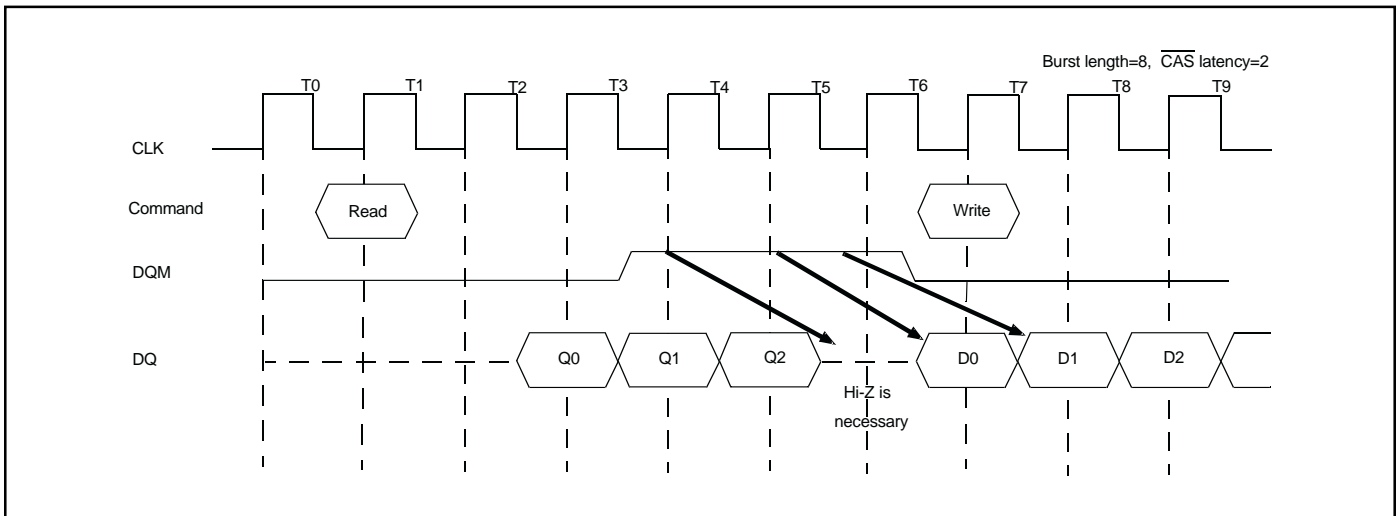 Burst length=8, CAS latency=2
T0 T1 T2 T3 T4 T5 T6 T7 T8 T9
CLK
Command Read Write
DQM
DQ Q0 Q1 Q2 D0 D1 D2
Hi-Z is
necessary